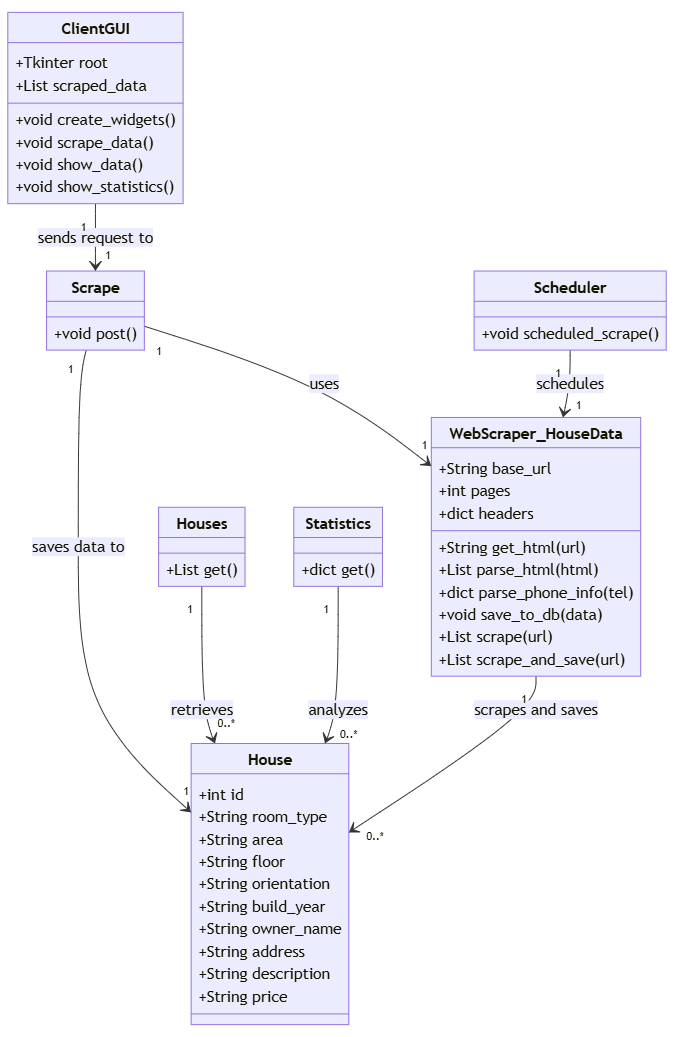 ClientGUI
+Tkinter root
+List scraped_data
+void create_widgets()
+void scrape_data()
+void show_data()
+void show_statistics()
1
sends request to
1
Scrape
+void post()
Scheduler
+void scheduled_scrape()
1
1
uses
1
schedules
1
1
WebScraper_HouseData
+String base_url
+int pages
+dict headers
+String get_html(url)
+List parse_html(html)
+dict parse_phone_info(tel)
+void save_to_db(data)
+List scrape(url)
+List scrape_and_save(url)
Houses
+List get()
Statistics
+dict get()
saves data to
1
1
1
retrieves
0..*
analyzes
0..*
scrapes and saves
House
1
0..*
+int id
+String room_type
+String area
+String floor
+String orientation
+String build_year
+String owner_name
+String address
+String description
+String price